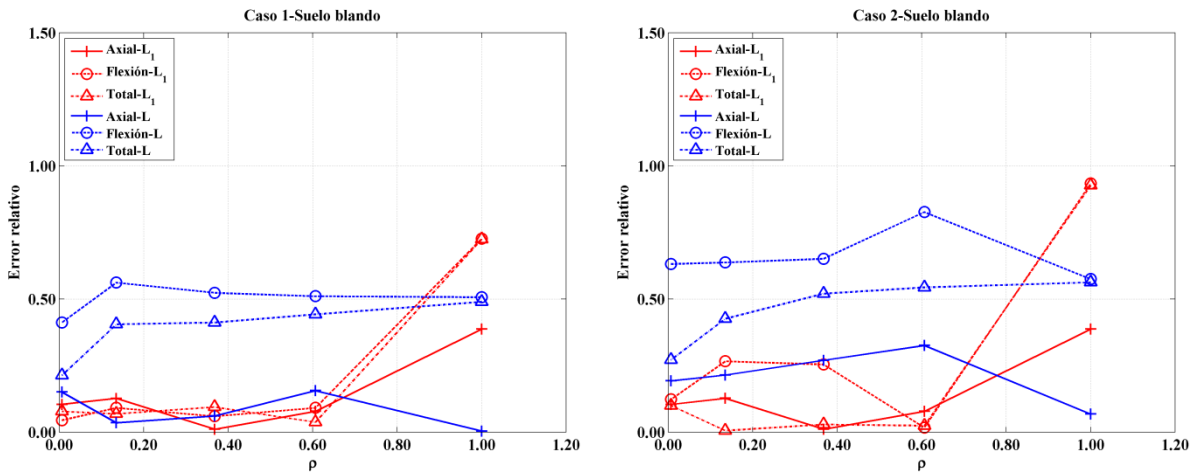 Caso 1-Suelo blando
1.50
1.00
0.50
0.00
Error relativo
Axial-L1
Flexión-L1
Total-L1
Axial-L
Flexión-L
Total-L
0.00 0.20 0.40 0.60 0.80 1.00 1.20
ρ
Caso 2-Suelo blando
1.50
1.00
0.50
0.00
Error relativo
Axial-L1
Flexión-L1
Total-L1
Axial-L
Flexión-L
Total-L
0.00 0.20 0.40 0.60 0.80 1.00 1.20
ρ